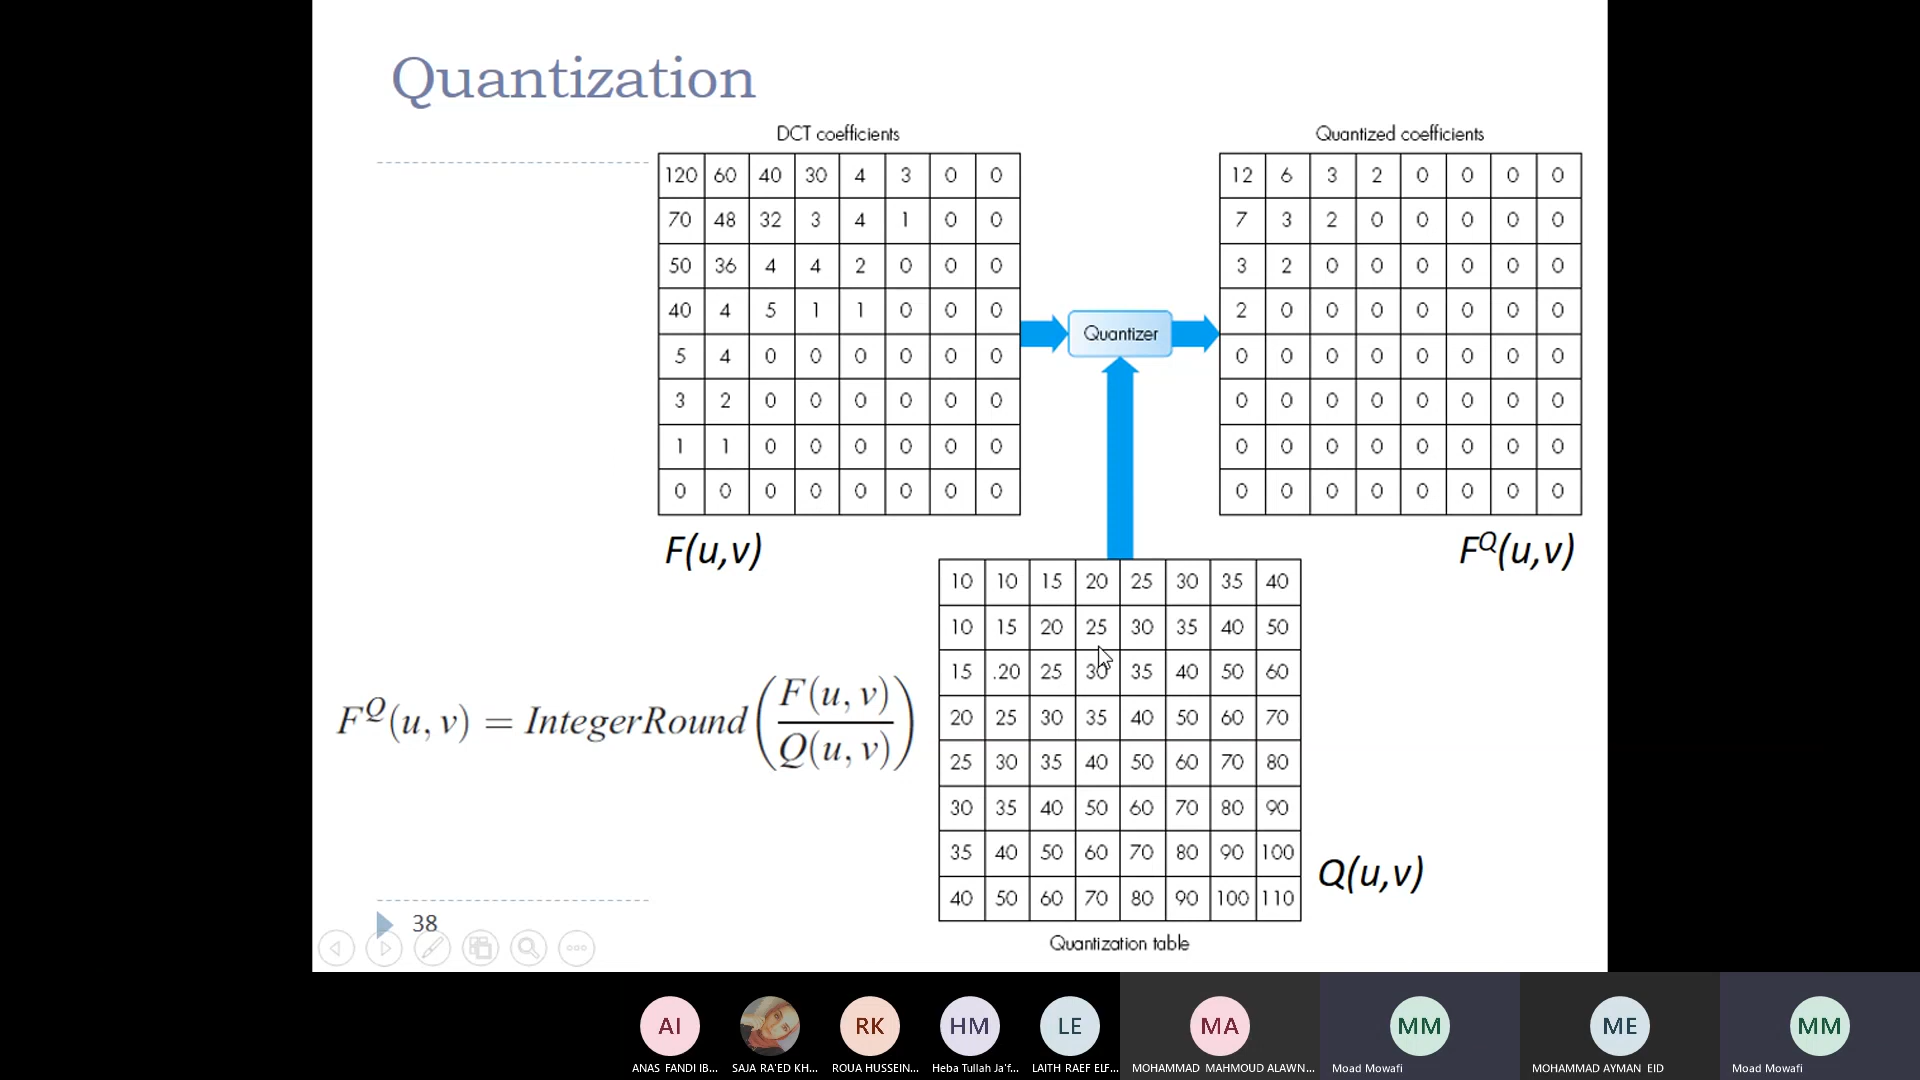 Quantization
DCT coefficients
120 60 40 30 4 3 0 0
70 48 32 3 4 1 0 0
50 36 4 4 2 0 0 0
40 4 5 1 1 0 0 0
5 4 0 0 0 0 0 0
3 2 0 0 0 0 0 0
1 1 0 0 0 0 0 0
0 0 0 0 0 0 0 0
F(u,v)
Quantizer
Quantized coefficients
12 6 3 2 0 0 0 0
7 3 2 0 0 0 0 0
3 2 0 0 0 0 0 0
2 0 0 0 0 0 0 0
0 0 0 0 0 0 0 0
0 0 0 0 0 0 0 0
0 0 0 0 0 0 0 0
0 0 0 0 0 0 0 0
F^Q(u,v)
F^Q(u, v) = IntegerRound(F(u, v) / Q(u, v))
10 10 15 20 25 30 35 40
10 15 20 25 30 35 40 50
15 .20 25 30 35 40 50 60
20 25 30 35 40 50 60 70
25 30 35 40 50 60 70 80
30 35 40 50 60 70 80 90
35 40 50 60 70 80 90 100
40 50 60 70 80 90 100 110
Q(u,v)
Quantization table
38
AI RK HM LE MA MM ME MM
ANAS FANDI IB... SAJA RA'ED KH... ROUA HUSSEIN... Heba Tullah Ja'f... LAITH RAEF ELF... MOHAMMAD MAHMOUD ALAWN... Moad Mowafi MOHAMMAD AYMAN EID Moad Mowafi